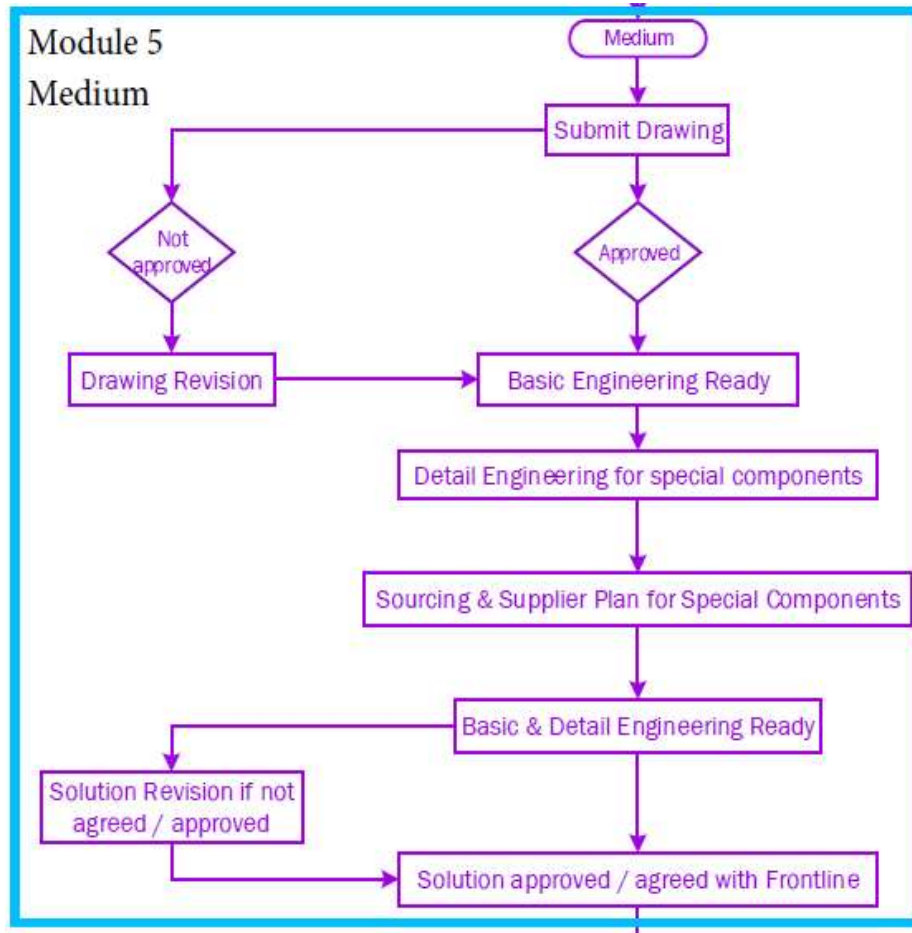 Module 5
Medium
Medium
Submit Drawing
Not
approved
Approved
Drawing Revision
Basic Engineering Ready
Detail Engineering for special components
Sourcing & Supplier Plan for Special Components
Basic & Detail Engineering Ready
Solution Revision if not
agreed / approved
Solution approved / agreed with Frontline